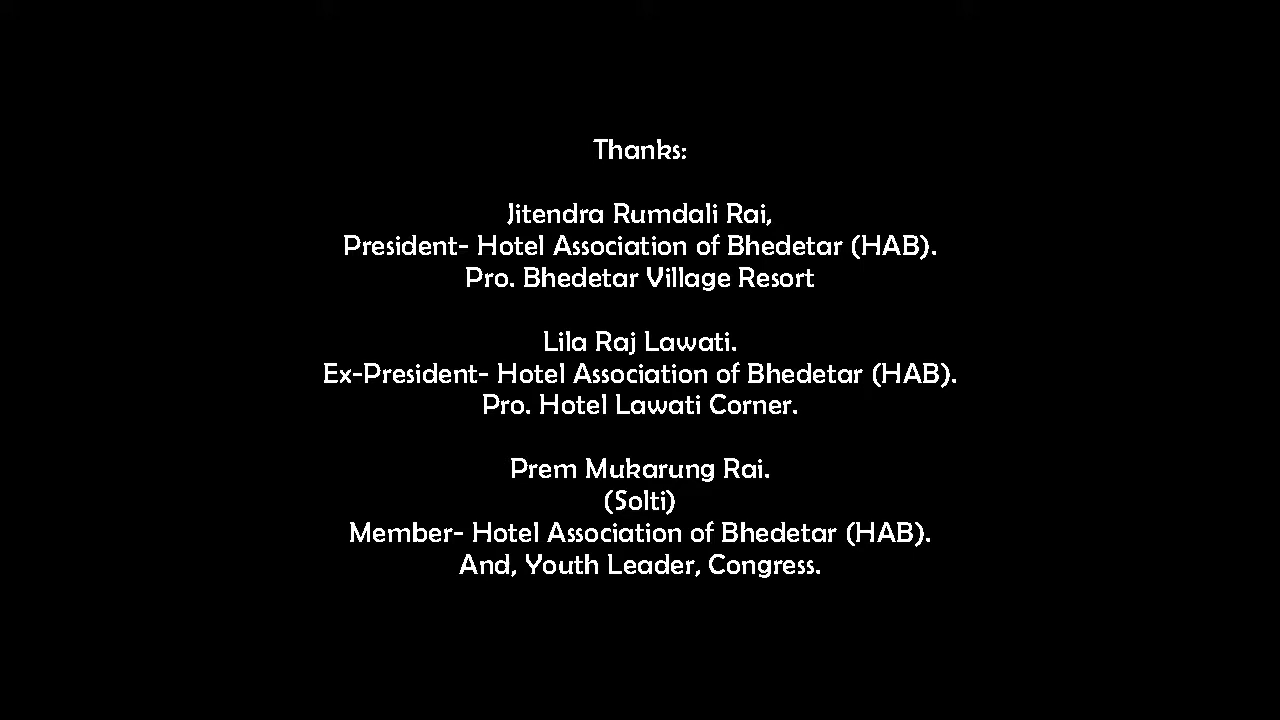 Thanks:
Jitendra Rumdali Rai,
President- Hotel Association of Bhedetar (HAB).
Pro. Bhedetar Village Resort
Lila Raj Lawati.
Ex-President- Hotel Association of Bhedetar (HAB).
Pro. Hotel Lawati Corner.
Prem Mukarung Rai.
(Solti)
Member- Hotel Association of Bhedetar (HAB).
And, Youth Leader, Congress.